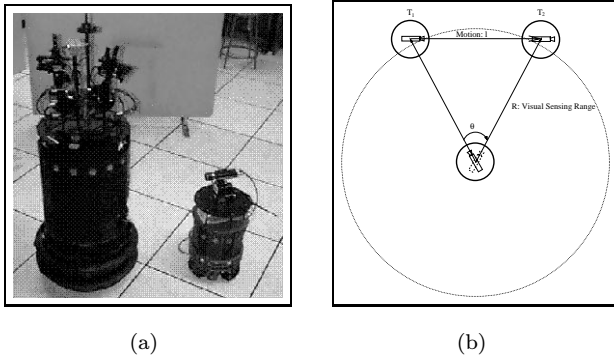 T₁
T₂
Motion: l
R: Visual Sensing Range
θ
(a)
(b)